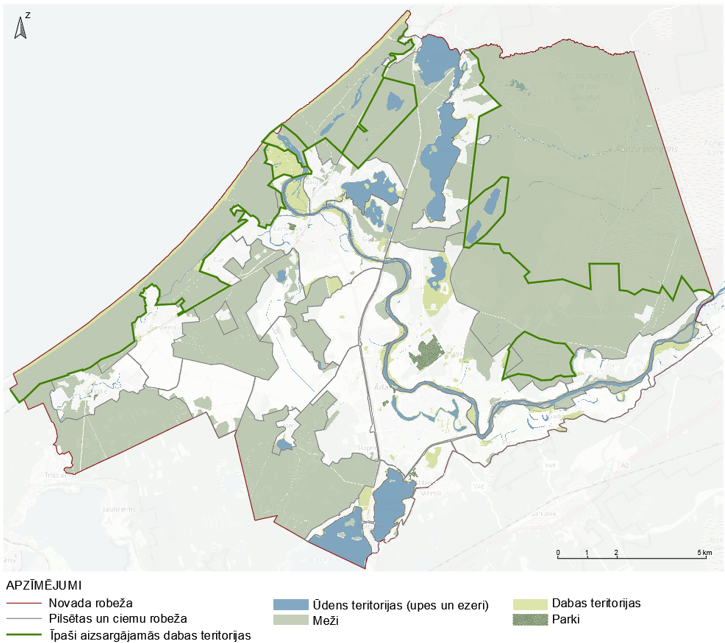 Z
0 1 2 5 km
APZĪMĒJUMI
Novada robeža
Pilsētas un ciemu robeža
Īpaši aizsargājamās dabas teritorijas
Ūdens teritorijas (upes un ezeri)
Meži
Dabas teritorijas
Parki